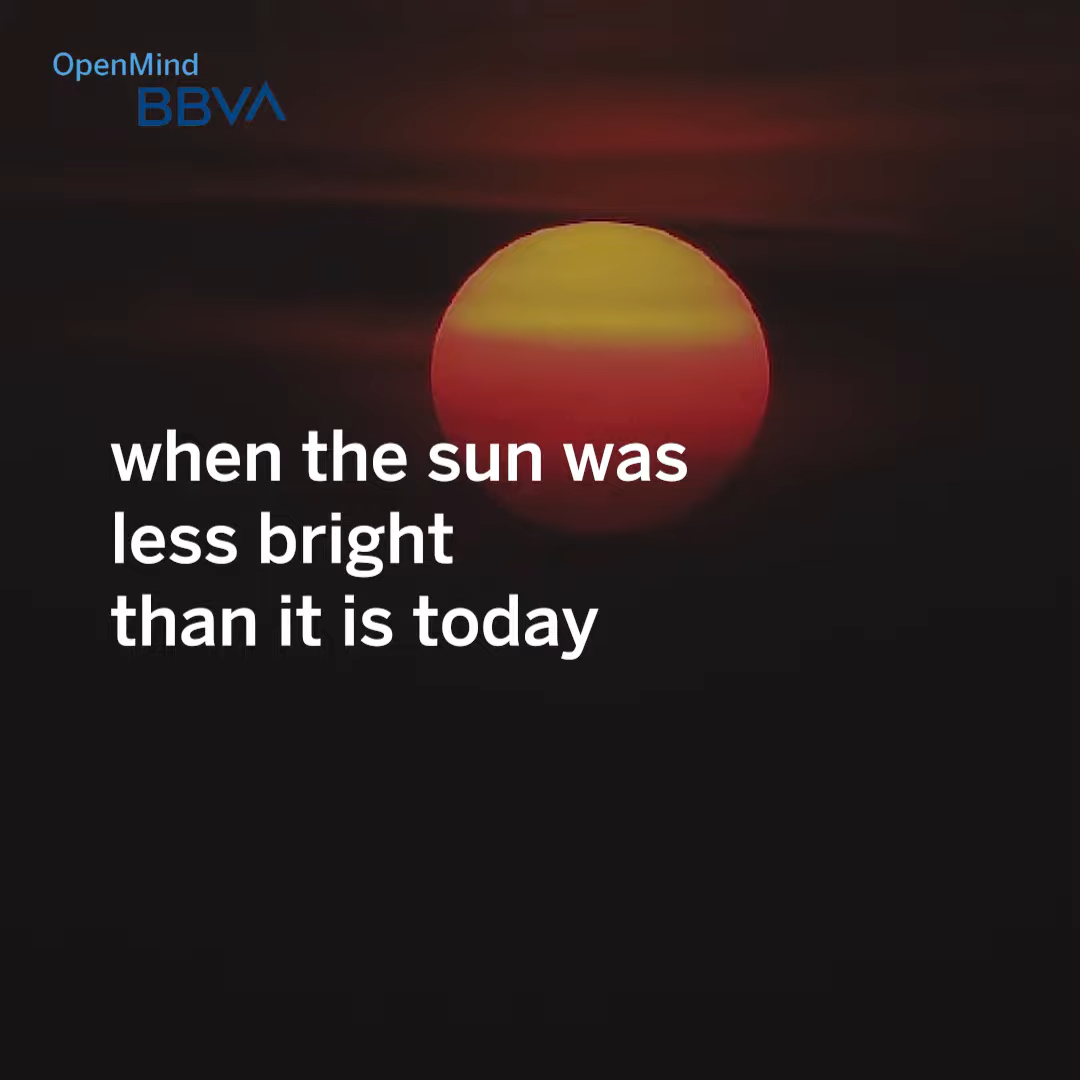 OpenMind
BBVA
when the sun was
less bright
than it is today